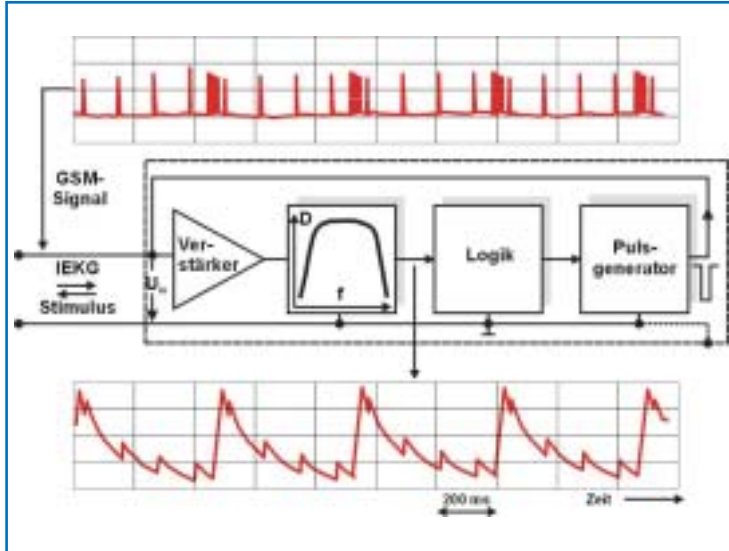 GSM-
Signal
Ver-
stärker
D
f
Logik
Puls-
generator
IEKG
Stimulus
200 ms
Zeit